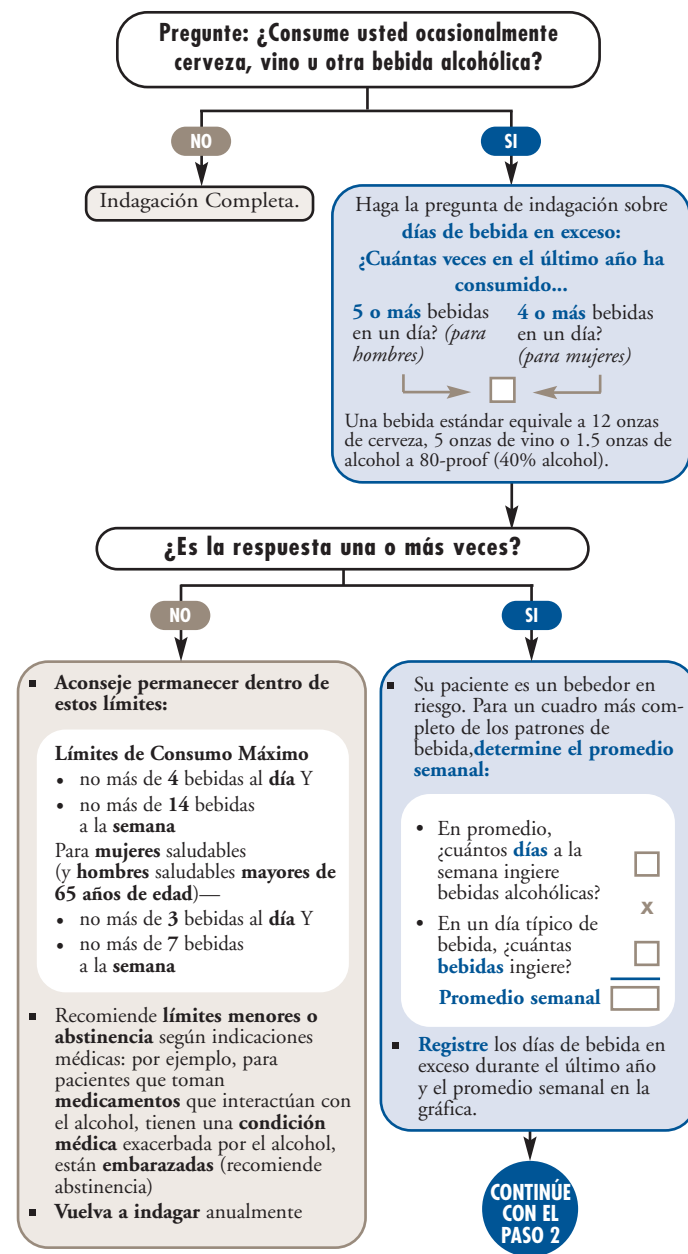 Pregunte: ¿Consume usted ocasionalmente
cerveza, vino u otra bebida alcohólica?
NO
SI
Indagación Completa.
Haga la pregunta de indagación sobre
días de bebida en exceso:
¿Cuántas veces en el último año ha
consumido...
5 o más bebidas
en un día? (para
hombres)
4 o más bebidas
en un día?
(para mujeres)
Una bebida estándar equivale a 12 onzas
de cerveza, 5 onzas de vino o 1.5 onzas de
alcohol a 80-proof (40% alcohol).
¿Es la respuesta una o más veces?
NO
SI
▪ Aconseje permanecer dentro de
estos límites:
Límites de Consumo Máximo
• no más de 4 bebidas al día Y
• no más de 14 bebidas
a la semana
Para mujeres saludables
(y hombres saludables mayores de
65 años de edad)—
• no más de 3 bebidas al día Y
• no más de 7 bebidas
a la semana
▪ Recomiende límites menores o
abstinencia según indicaciones
médicas: por ejemplo, para
pacientes que toman
medicamentos que interactúan con
el alcohol, tienen una condición
médica exacerbada por el alcohol,
están embarazadas (recomiende
abstinencia)
▪ Vuelva a indagar anualmente
▪ Su paciente es un bebedor en
riesgo. Para un cuadro más com-
pleto de los patrones de
bebida,determine el promedio
semanal:
• En promedio,
¿cuántos días a la
semana ingiere
bebidas alcohólicas?
x
• En un día típico de
bebida, ¿cuántas
bebidas ingiere?
Promedio semanal
▪ Registre los días de bebida en
exceso durante el último año
y el promedio semanal en la
gráfica.
CONTINÚE
CON EL
PASO 2